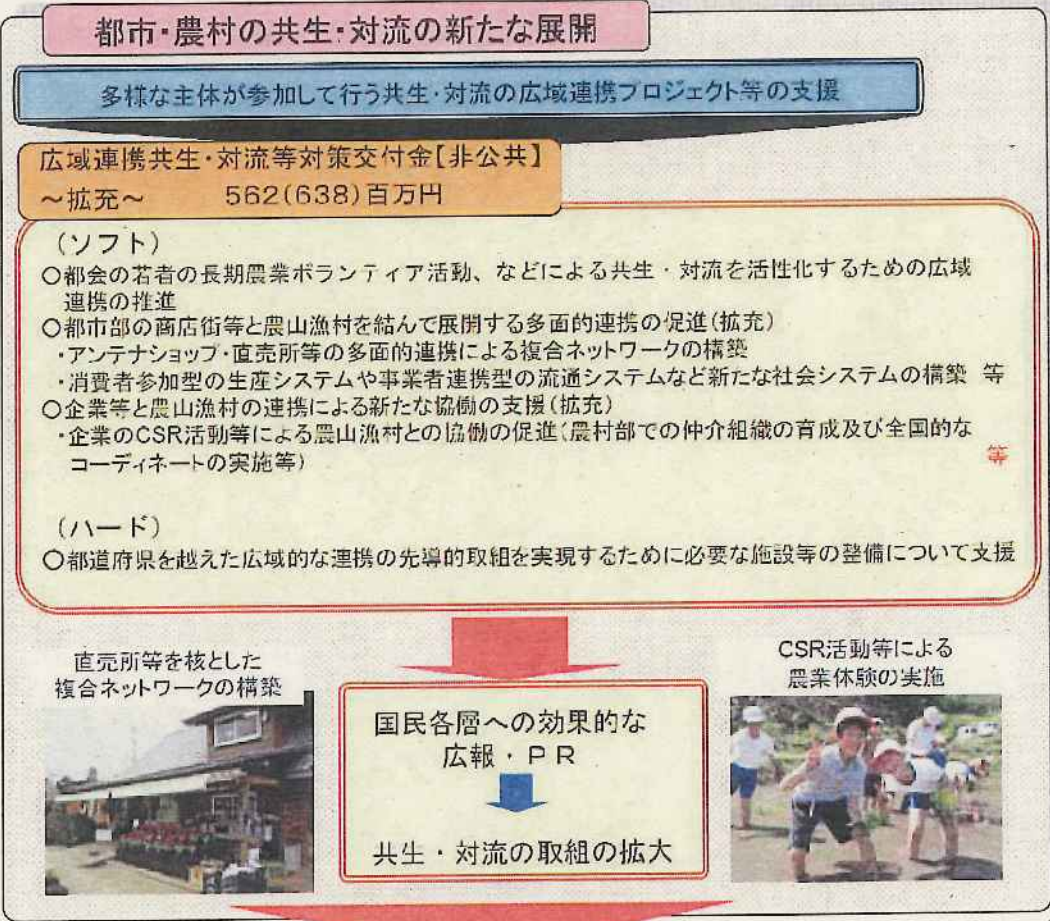 都市・農村の共生・対流の新たな展開
多様な主体が参加して行う共生・対流の広域連携プロジェクト等の支援
広域連携共生・対流等対策交付金【非公共】
～拡充～　562(638)百万円
（ソフト）
○都会の若者の長期農業ボランティア活動、などによる共生・対流を活性化するための広域
連携の推進
○都市部の商店街等と農山漁村を結んで展開する多面的連携の促進(拡充)
・アンテナショップ・直売所等の多面的連携による複合ネットワークの構築
・消費者参加型の生産システムや事業者連携型の流通システムなど新たな社会システムの構築 等
○企業等と農山漁村の連携による新たな協働の支援(拡充)
・企業のCSR活動等による農山漁村との協働の促進(農村部での仲介組織の育成及び全国的な
コーディネートの実施等)
等
（ハード）
○都道府県を越えた広域的な連携の先導的取組を実現するために必要な施設等の整備について支援
直売所等を核とした
複合ネットワークの構築
国民各層への効果的な
広報・ＰＲ
共生・対流の取組の拡大
CSR活動等による
農業体験の実施